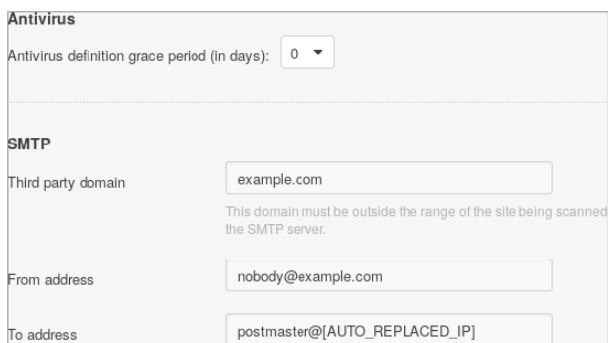 Antivirus
Antivirus definition grace period (in days): 0
SMTP
Third party domain example.com
This domain must be outside the range of the site being scanned
the SMTP server.
From address nobody@example.com
To address postmaster@[AUTO_REPLACED_IP]